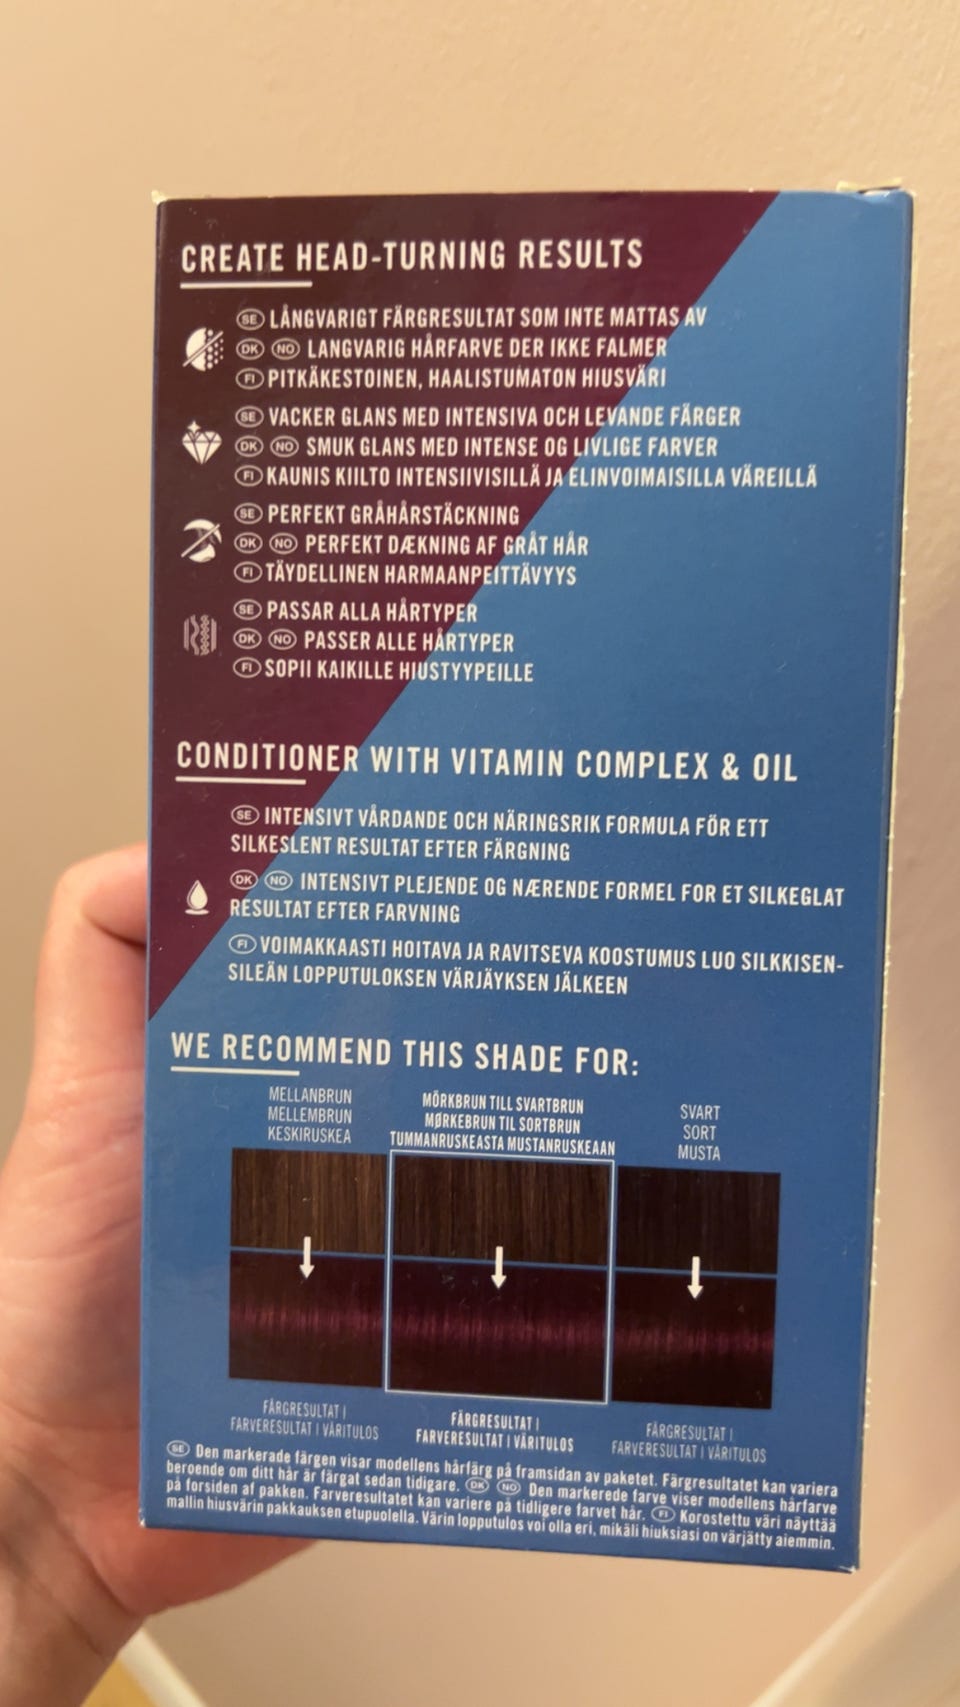 CREATE HEAD-TURNING RESULTS
SE LÅNGVARIGT FÄRGRESULTAT SOM INTE MATTAS AV
DK NO LANGVARIG HÅRFARVE DER IKKE FALMER
FI PITKÄKESTOINEN, HAALISTUMATON HIUSVÄRI
SE VACKER GLANS MED INTENSIVA OCH LEVANDE FÄRGER
DK NO SMUK GLANS MED INTENSE OG LIVLIGE FARVER
FI KAUNIS KIILTO INTENSIIVISILLÄ JA ELINVOIMAISILLA VÄREILLÄ
SE PERFEKT GRÅHÅRSTÄCKNING
DK NO PERFEKT DÆKNING AF GRÅT HÅR
FI TÄYDELLINEN HARMAANPEITTÄVYYS
SE PASSAR ALLA HÅRTYPER
DK NO PASSER ALLE HÅRTYPER
FI SOPII KAIKILLE HIUSTYYPEILLE
CONDITIONER WITH VITAMIN COMPLEX & OIL
SE INTENSIVT VÅRDANDE OCH NÄRINGSRIK FORMULA FÖR ETT
SILKESLENT RESULTAT EFTER FÄRGNING
DK NO INTENSIVT PLEJENDE OG NÆRENDE FORMEL FOR ET SILKEGLAT
RESULTAT EFTER FARVNING
FI VOIMAKKAASTI HOITAVA JA RAVITSEVA KOOSTUMUS LUO SILKKISEN-
SILEÄN LOPPUTULOKSEN VÄRJÄYKSEN JÄLKEEN
WE RECOMMEND THIS SHADE FOR:
MELLANBRUN
MELLEMBRUN
KESKIRUSKEA
MÖRKBRUN TILL SVARTBRUN
MØRKEBRUN TIL SORTBRUN
TUMMANRUSKEASTA MUSTANRUSKEAAN
SVART
SORT
MUSTA
FÄRGRESULTAT |
FARVERESULTAT | VÄRITULOS
FÄRGRESULTAT |
FARVERESULTAT | VÄRITULOS
FÄRGRESULTAT |
FARVERESULTAT | VÄRITULOS
SE Den markerade färgen visar modellens hårfärg på framsidan av paketet. Färgresultatet kan variera
beroende om ditt hår är färgat sedan tidigare. DK NO Den markerede farve viser modellens hårfarve
på forsiden af pakken. Farveresultatet kan variere på tidligere farvet hår. FI Korostettu väri näyttää
mallin hiusvärin pakkauksen etupuolella. Värin lopputulos voi olla eri, mikäli hiuksiasi on värjätty aiemmin.